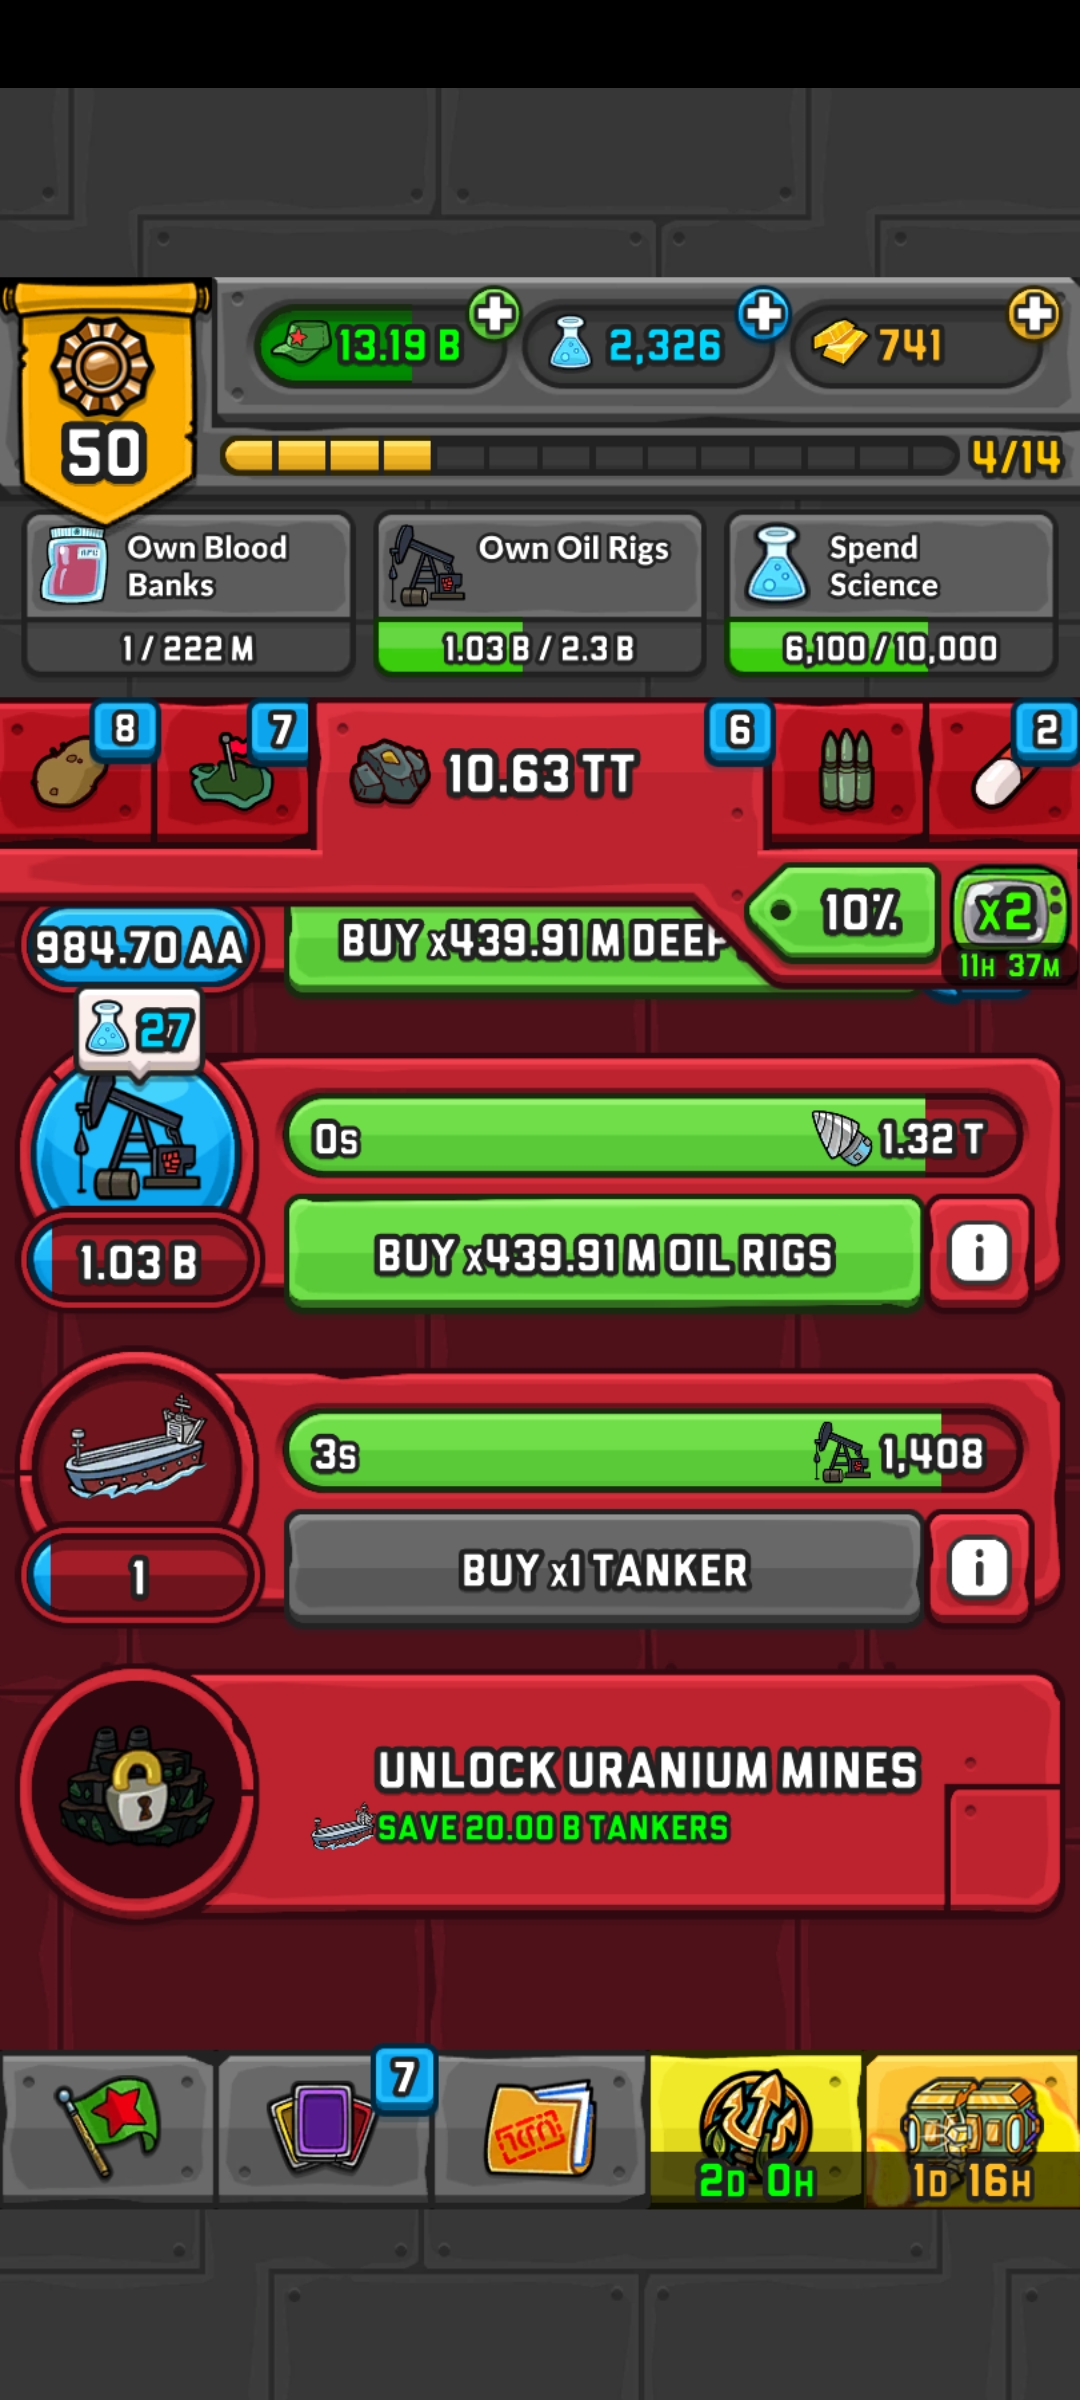 13.19 B
2,326
741
50
4/14
Own Blood
Banks
1 / 222 M
Own Oil Rigs
1.03 B / 2.3 B
Spend
Science
6,100 / 10,000
8
7
10.63 TT
6
2
10%
x2
11H 37M
984.70 AA
BUY x439.91 M DEEP
27
0s
1.32 T
1.03 B
BUY x439.91 M OIL RIGS
i
3s
1,408
1
BUY x1 TANKER
i
UNLOCK URANIUM MINES
SAVE 20.00 B TANKERS
7
2D 0H
1D 16H